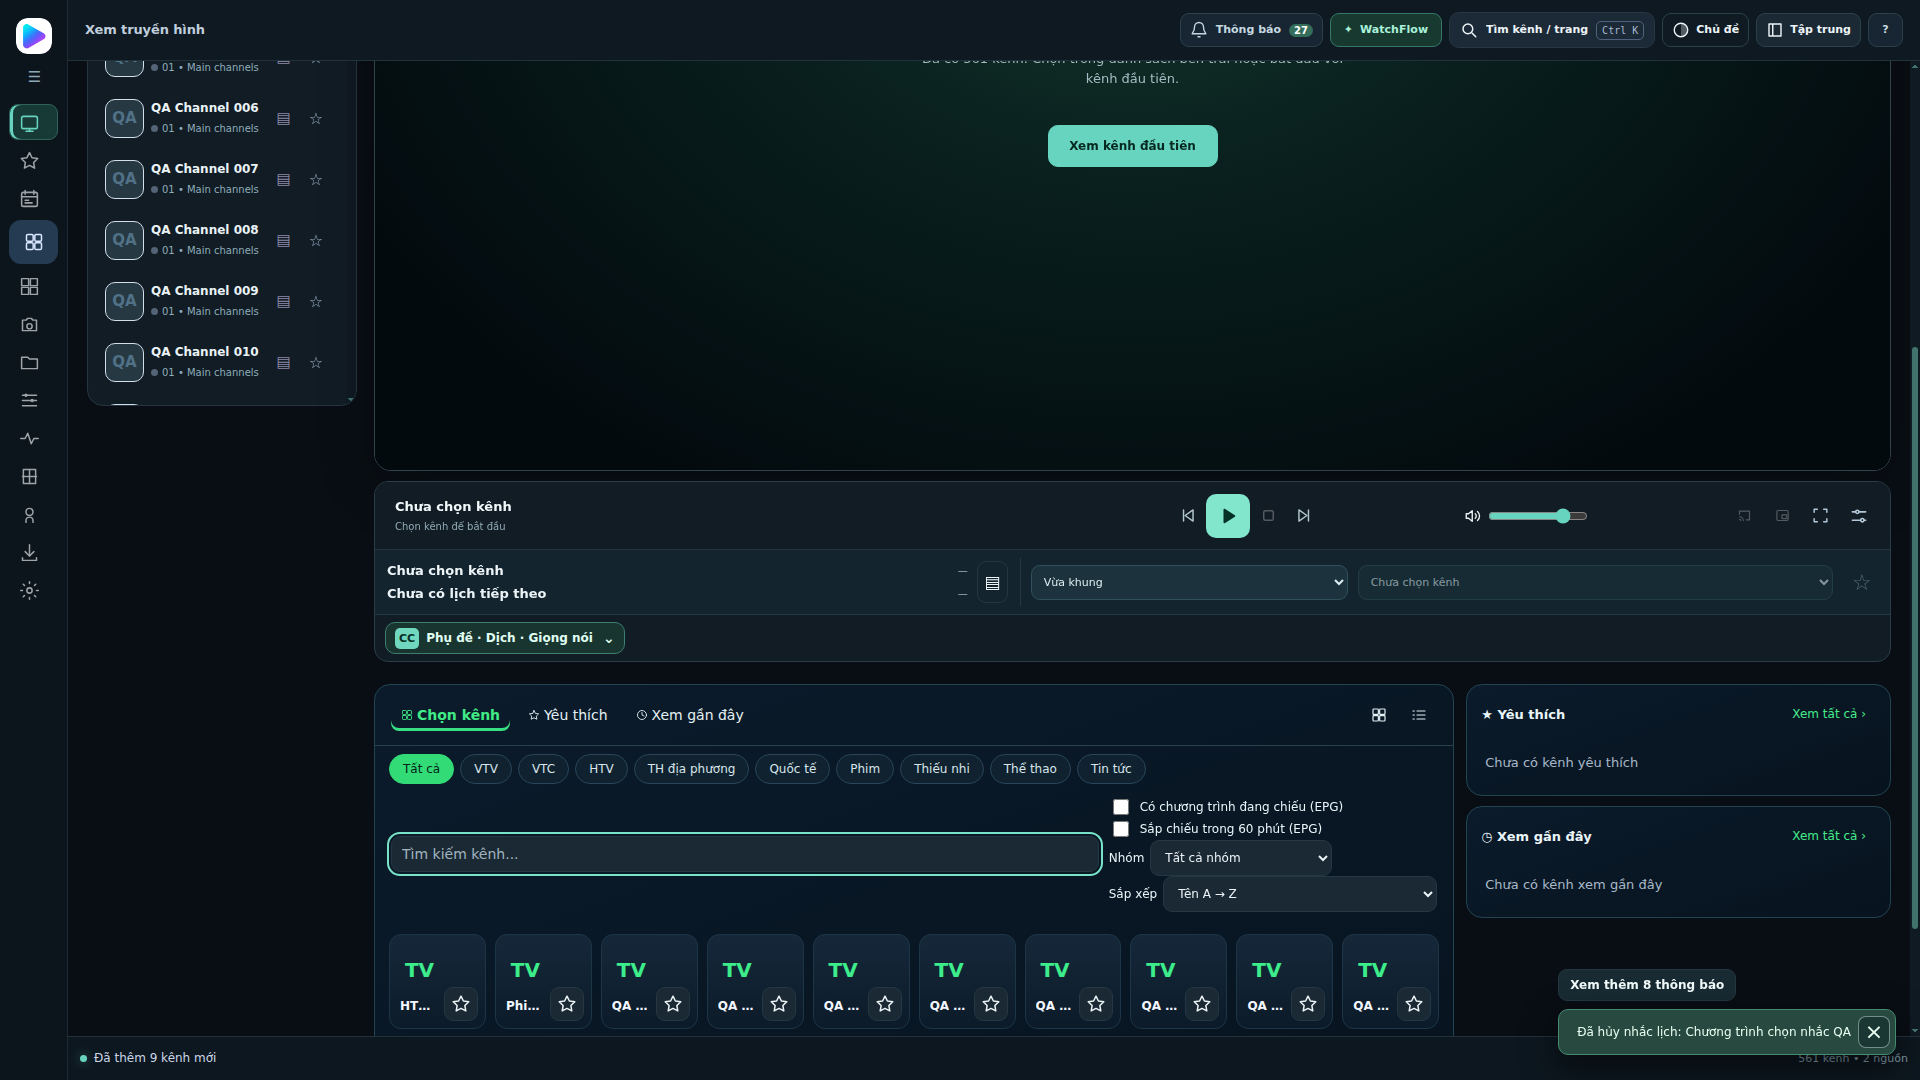 Xem truyền hình
Thông báo 27
WatchFlow
Tìm kênh / trang Ctrl K
Chủ đề
Tập trung
?
01 • Main channels
QA Channel 006
QA
01 • Main channels
QA Channel 007
QA
01 • Main channels
QA Channel 008
QA
01 • Main channels
QA Channel 009
QA
01 • Main channels
QA Channel 010
QA
01 • Main channels
kênh đầu tiên.
Xem kênh đầu tiên
Chưa chọn kênh
Chọn kênh để bắt đầu
Chưa chọn kênh —
Chưa có lịch tiếp theo —
Vừa khung
Chưa chọn kênh
CC Phụ đề · Dịch · Giọng nói
Chọn kênh
Yêu thích
Xem gần đây
Tất cả
VTV
VTC
HTV
TH địa phương
Quốc tế
Phim
Thiếu nhi
Thể thao
Tin tức
Tìm kiếm kênh...
Có chương trình đang chiếu (EPG)
Sắp chiếu trong 60 phút (EPG)
Nhóm Tất cả nhóm
Sắp xếp Tên A → Z
TV TV TV TV TV TV TV TV TV TV
HT... Phi... QA ... QA ... QA ... QA ... QA ... QA ... QA ... QA ...
★ Yêu thích Xem tất cả ›
Chưa có kênh yêu thích
Xem gần đây Xem tất cả ›
Chưa có kênh xem gần đây
Xem thêm 8 thông báo
Đã hủy nhắc lịch: Chương trình chọn nhắc QA
Đã thêm 9 kênh mới
561 kênh • 2 nguồn